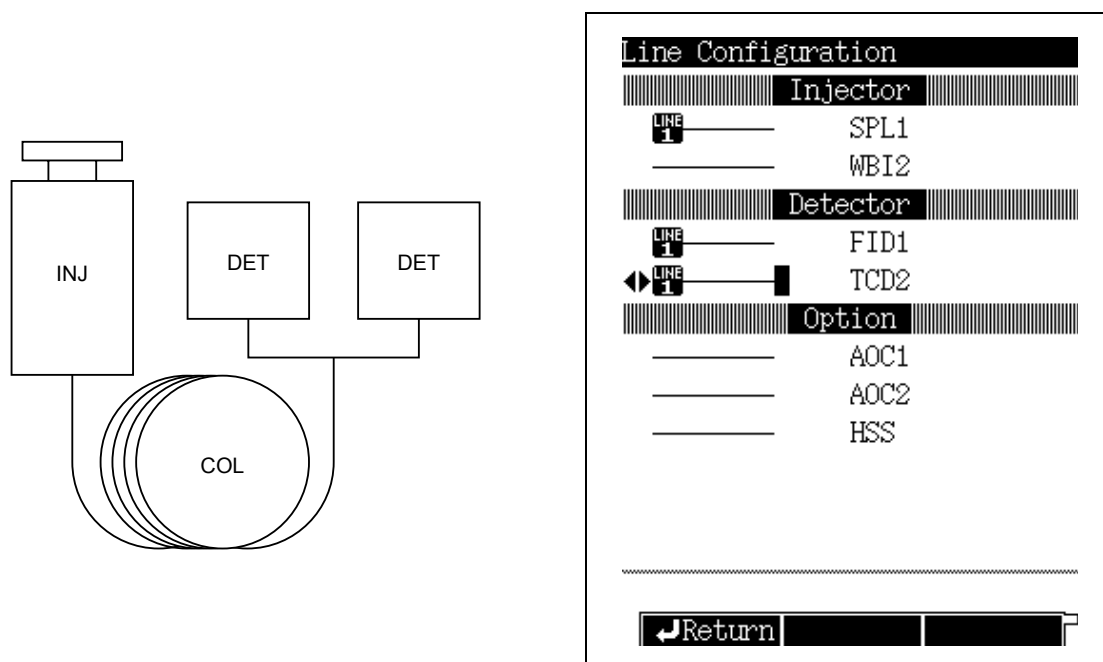 INJ
DET
DET
COL
Line Configuration
Injector
LINE 1 SPL1
WBI2
Detector
LINE 1 FID1
LINE 1 TCD2
Option
AOC1
AOC2
HSS
Return